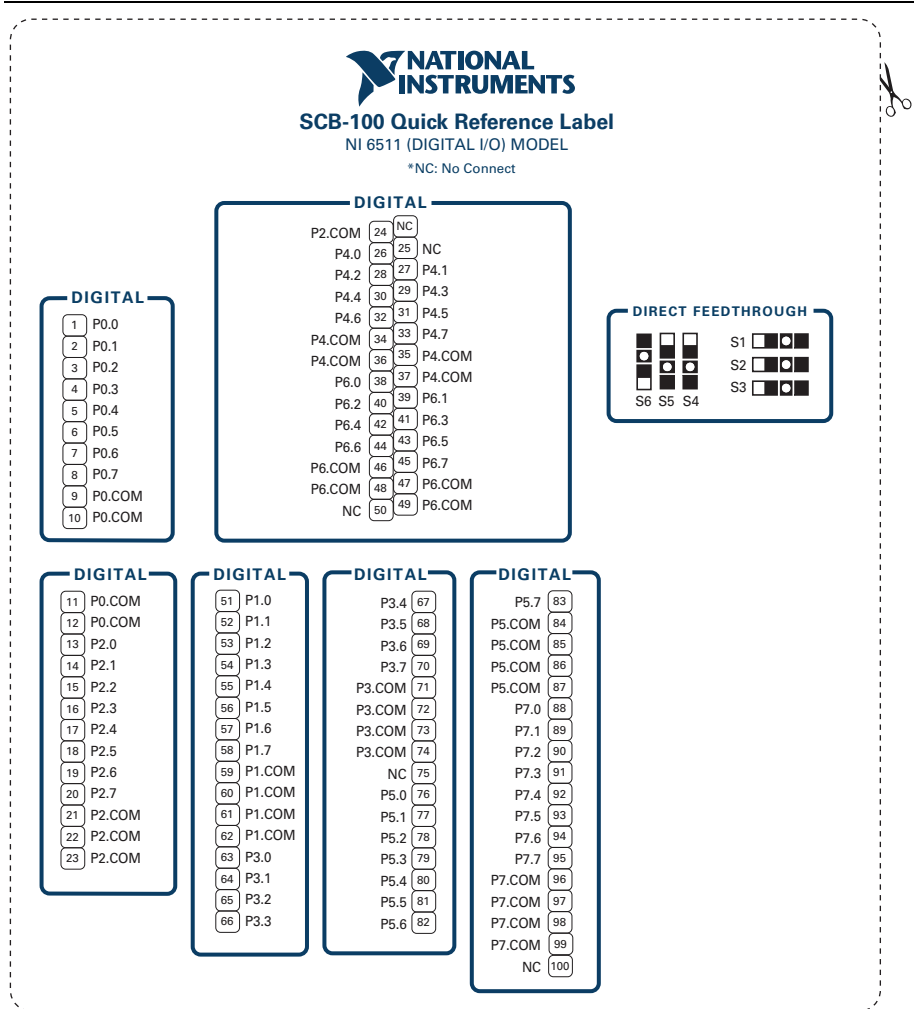 NATIONAL
INSTRUMENTS
SCB-100 Quick Reference Label
NI 6511 (DIGITAL I/O) MODEL
*NC: No Connect
DIGITAL
P2.COM 24 NC
P4.0 26 25 NC
P4.2 28 27 P4.1
P4.4 30 29 P4.3
P4.6 32 31 P4.5
P4.COM 34 33 P4.7
P4.COM 36 35 P4.COM
P6.0 38 37 P4.COM
P6.2 40 39 P6.1
P6.4 42 41 P6.3
P6.6 44 43 P6.5
P6.COM 46 45 P6.7
P6.COM 48 47 P6.COM
NC 50 49 P6.COM
DIGITAL
1 P0.0
2 P0.1
3 P0.2
4 P0.3
5 P0.4
6 P0.5
7 P0.6
8 P0.7
9 P0.COM
10 P0.COM
DIRECT FEEDTHROUGH
S1
S2
S3
S6 S5 S4
DIGITAL
11 P0.COM
12 P0.COM
13 P2.0
14 P2.1
15 P2.2
16 P2.3
17 P2.4
18 P2.5
19 P2.6
20 P2.7
21 P2.COM
22 P2.COM
23 P2.COM
DIGITAL
51 P1.0
52 P1.1
53 P1.2
54 P1.3
55 P1.4
56 P1.5
57 P1.6
58 P1.7
59 P1.COM
60 P1.COM
61 P1.COM
62 P1.COM
63 P3.0
64 P3.1
65 P3.2
66 P3.3
DIGITAL
P3.4 67
P3.5 68
P3.6 69
P3.7 70
P3.COM 71
P3.COM 72
P3.COM 73
P3.COM 74
NC 75
P5.0 76
P5.1 77
P5.2 78
P5.3 79
P5.4 80
P5.5 81
P5.6 82
DIGITAL
P5.7 83
P5.COM 84
P5.COM 85
P5.COM 86
P5.COM 87
P7.0 88
P7.1 89
P7.2 90
P7.3 91
P7.4 92
P7.5 93
P7.6 94
P7.7 95
P7.COM 96
P7.COM 97
P7.COM 98
P7.COM 99
NC 100